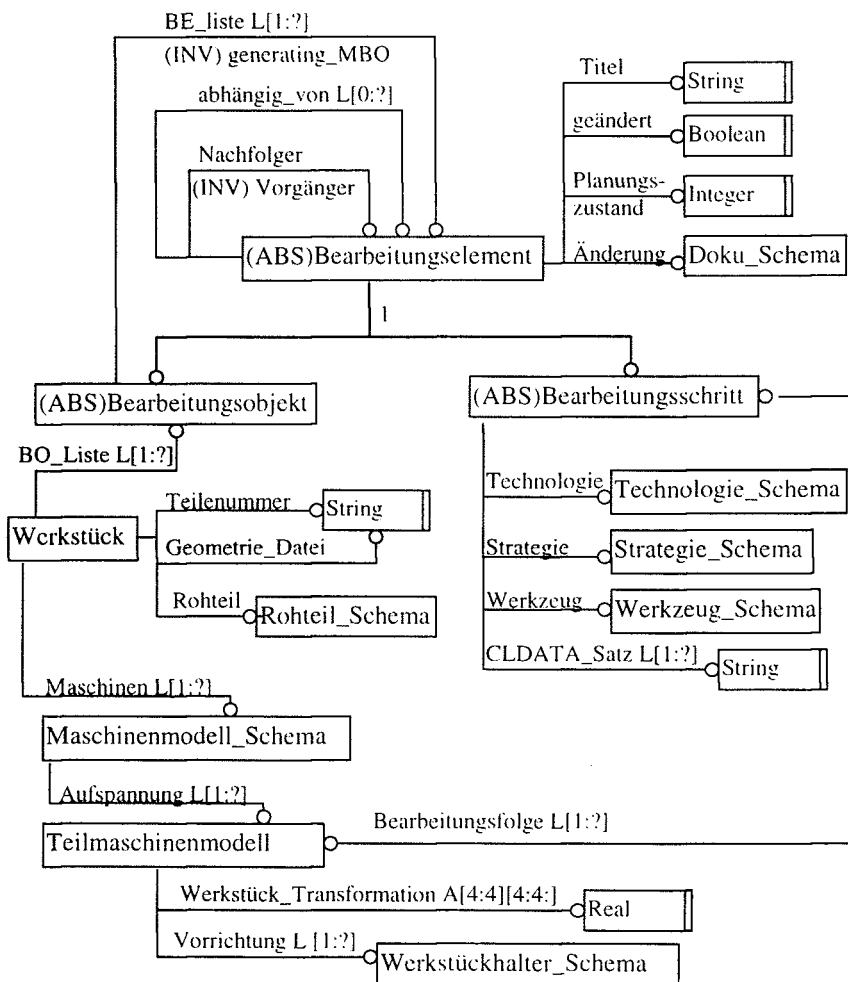 BE_liste L[1:?]
(INV) generating_MBO
abhängig_von L[0:?]
Nachfolger
(INV) Vorgänger
(ABS)Bearbeitungselement
Titel
String
geändert
Boolean
Planungs-
zustand
Integer
Änderung
Doku_Schema
1
(ABS)Bearbeitungsobjekt
(ABS)Bearbeitungsschritt
BO_Liste L[1:?]
Werkstück
Teilenummer
String
Geometrie_Datei
Rohteil
Rohteil_Schema
Technologie
Technologie_Schema
Strategie
Strategie_Schema
Werkzeug
Werkzeug_Schema
CLDATA_Satz L[1:?]
String
Maschinen L[1:?]
Maschinenmodell_Schema
Aufspannung L[1:?]
Teilmaschinenmodell
Bearbeitungsfolge L[1:?]
Werkstück_Transformation A[4:4][4:4:]
Real
Vorrichtung L [1:?]
Werkstückhalter_Schema